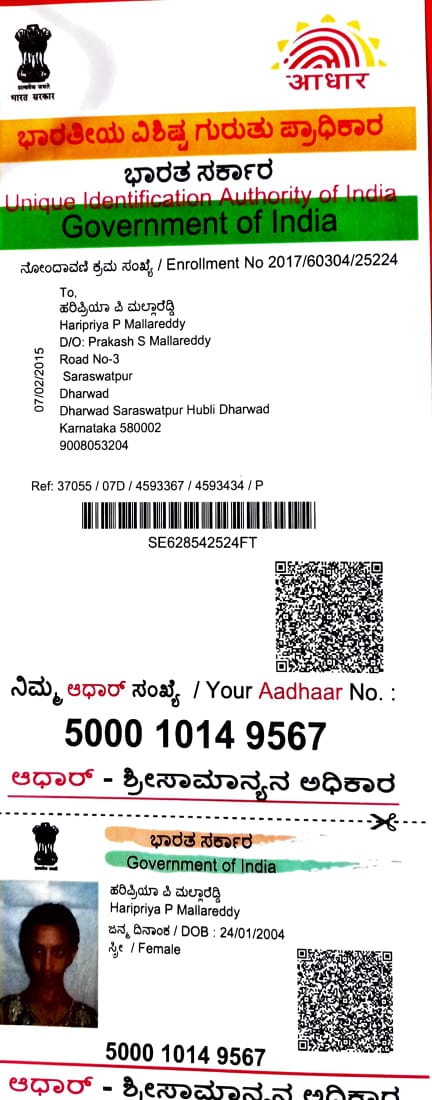 सत्यमेव जयते
भारत सरकार
आधार
ಭಾರತೀಯ ವಿಶಿಷ್ಟ ಗುರುತು ಪ್ರಾಧಿಕಾರ
ಭಾರತ ಸರ್ಕಾರ
Unique Identification Authority of India
Government of India
ನೋಂದಾವಣಿ ಕ್ರಮ ಸಂಖ್ಯೆ / Enrollment No 2017/60304/25224
To,
ಹರಿಪ್ರಿಯಾ ಪಿ ಮಲ್ಲಾರೆಡ್ಡಿ
Haripriya P Mallareddy
D/O: Prakash S Mallareddy
Road No-3
Saraswatpur
Dharwad
Dharwad Saraswatpur Hubli Dharwad
Karnataka 580002
9008053204
07/02/2015
Ref: 37055 / 07D / 4593367 / 4593434 / P
SE628542524FT
ನಿಮ್ಮ ಆಧಾರ್ ಸಂಖ್ಯೆ / Your Aadhaar No. :
5000 1014 9567
ಆಧಾರ್ - ಶ್ರೀಸಾಮಾನ್ಯನ ಅಧಿಕಾರ
ಭಾರತ ಸರ್ಕಾರ
Government of India
ಹರಿಪ್ರಿಯಾ ಪಿ ಮಲ್ಲಾರೆಡ್ಡಿ
Haripriya P Mallareddy
ಜನ್ಮ ದಿನಾಂಕ / DOB : 24/01/2004
ಸ್ತ್ರೀ / Female
5000 1014 9567
ಆಧಾರ್ - ಶ್ರೀಸಾಮಾನ್ಯನ ಅಧಿಕಾರ